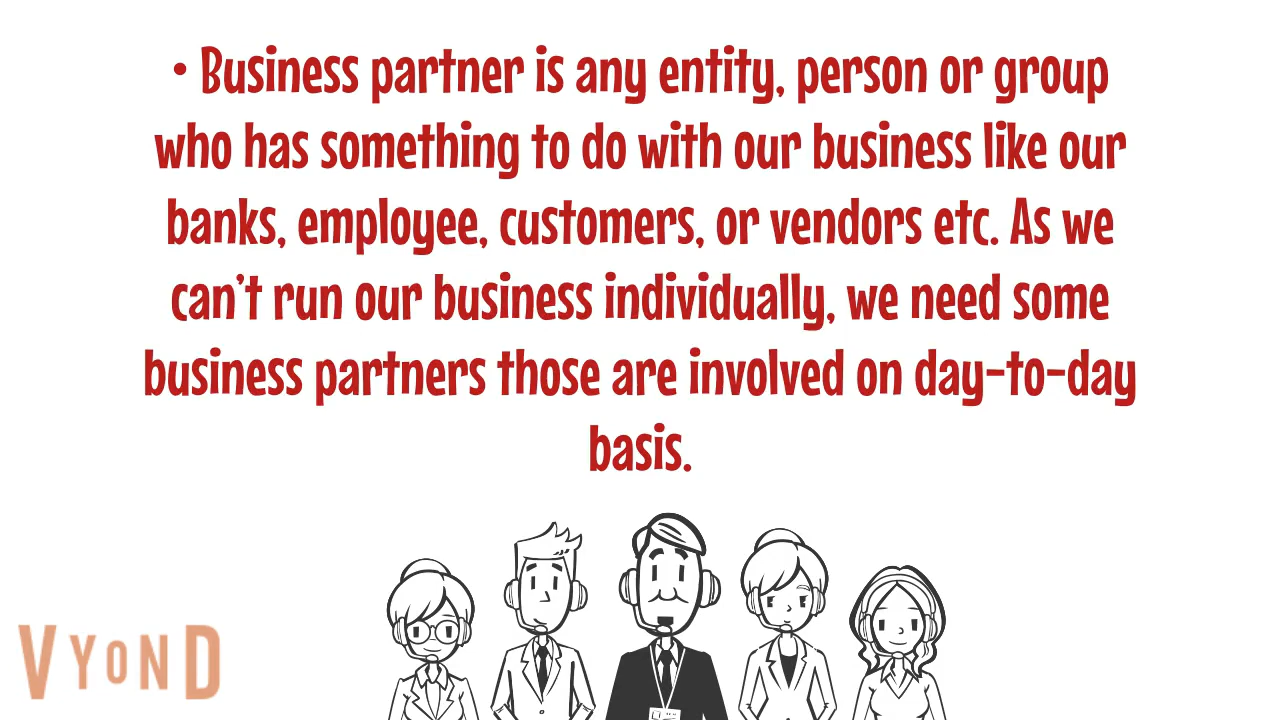 • Business partner is any entity, person or group
who has something to do with our business like our
banks, employee, customers, or vendors etc. As we
can't run our business individually, we need some
business partners those are involved on day-to-day
basis.
VYOND